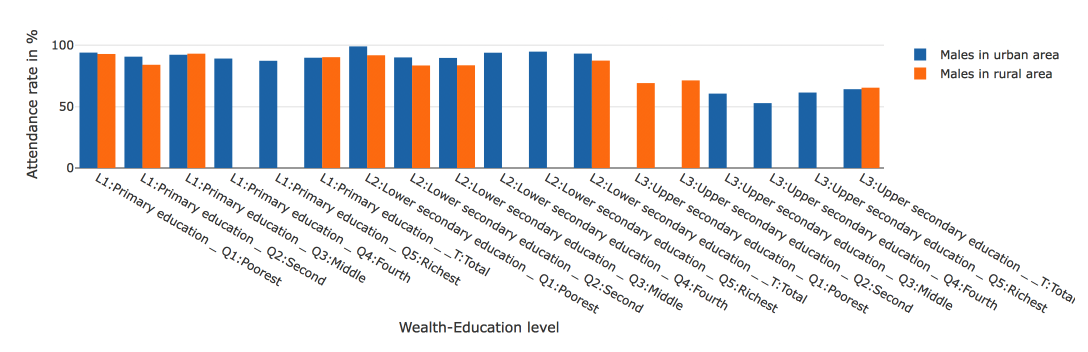 Attendance rate in %
100
50
0
L1:Primary education _ Q1:Poorest
L1:Primary education _ Q2:Second
L1:Primary education _ Q3:Middle
L1:Primary education _ Q4:Fourth
L1:Primary education _ Q5:Richest
L1:Primary education _ _T:Total
L2:Lower secondary education _ Q1:Poorest
L2:Lower secondary education _ Q2:Second
L2:Lower secondary education _ Q3:Middle
L2:Lower secondary education _ Q4:Fourth
L2:Lower secondary education _ Q5:Richest
L2:Lower secondary education _ _T:Total
L3:Upper secondary education _ Q1:Poorest
L3:Upper secondary education _ Q2:Second
L3:Upper secondary education _ Q3:Middle
L3:Upper secondary education _ Q4:Fourth
L3:Upper secondary education _ Q5:Richest
L3:Upper secondary education _ _T:Total
Wealth-Education level
Males in urban area
Males in rural area